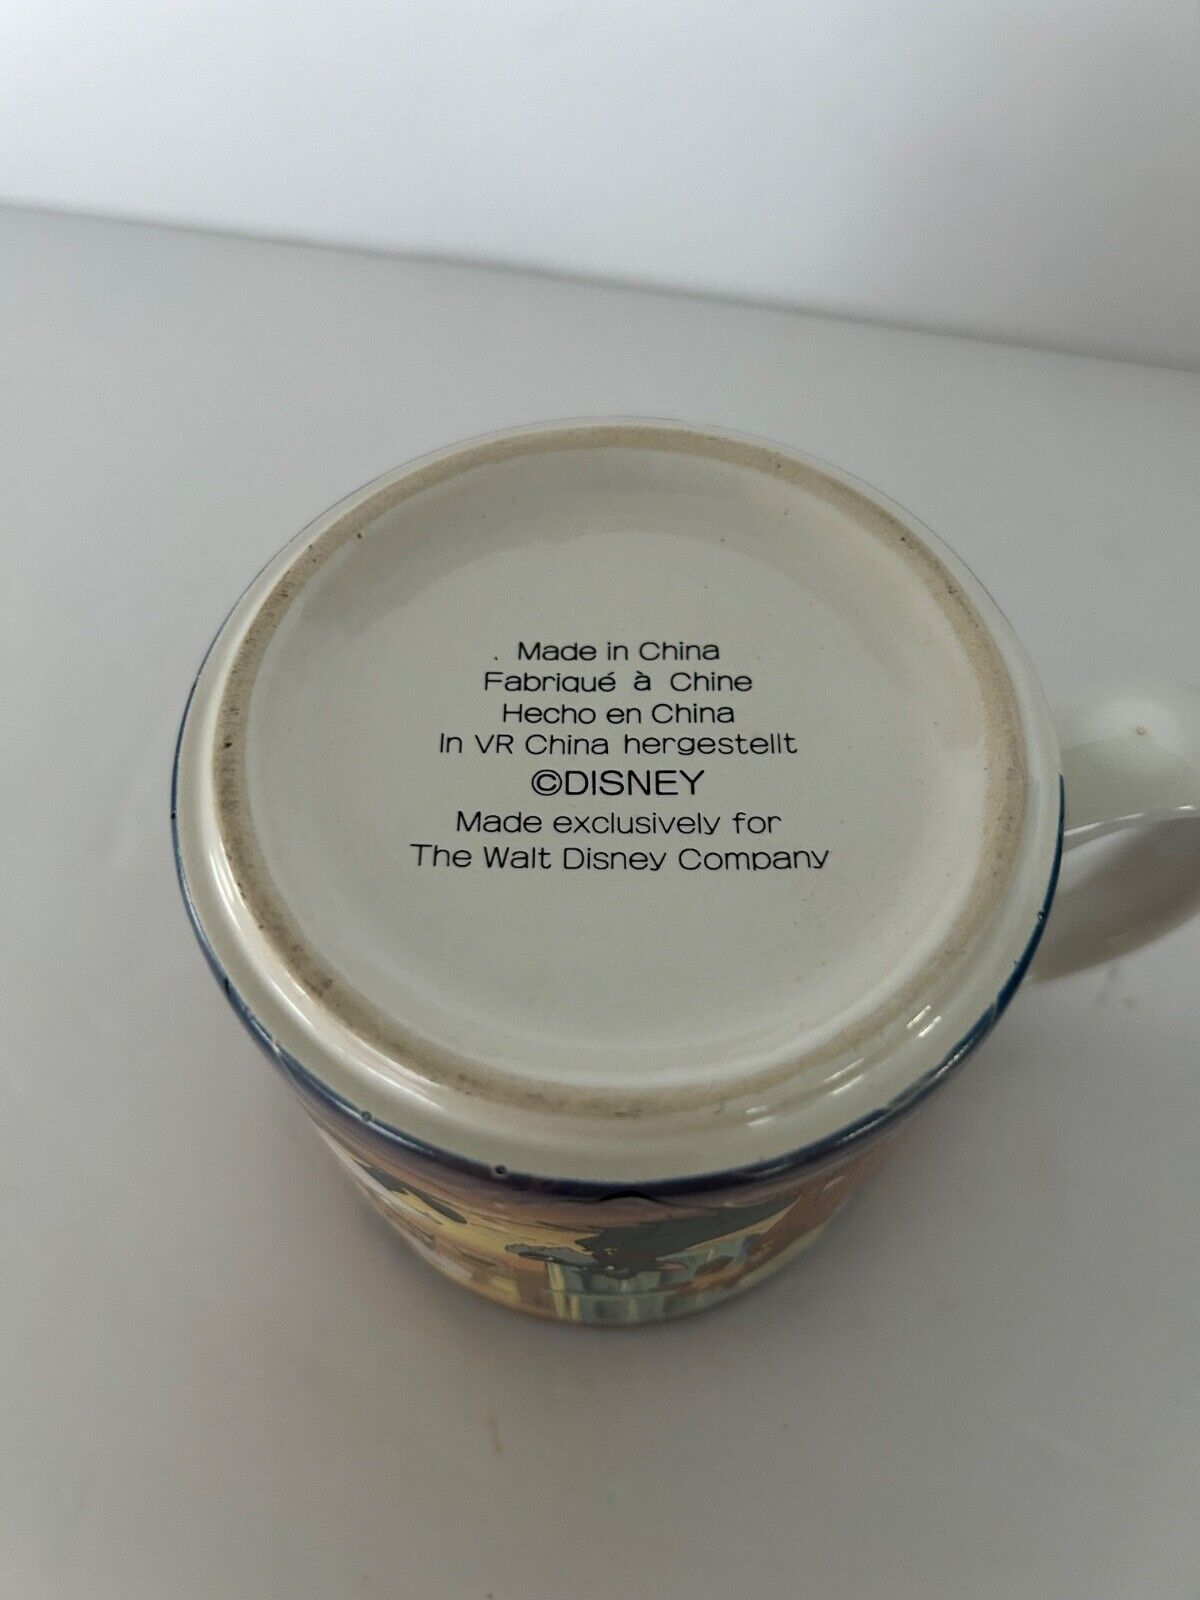 Made in China
Fabriqué à Chine
Hecho en China
In VR China hergestellt
©DISNEY
Made exclusively for
The Walt Disney Company